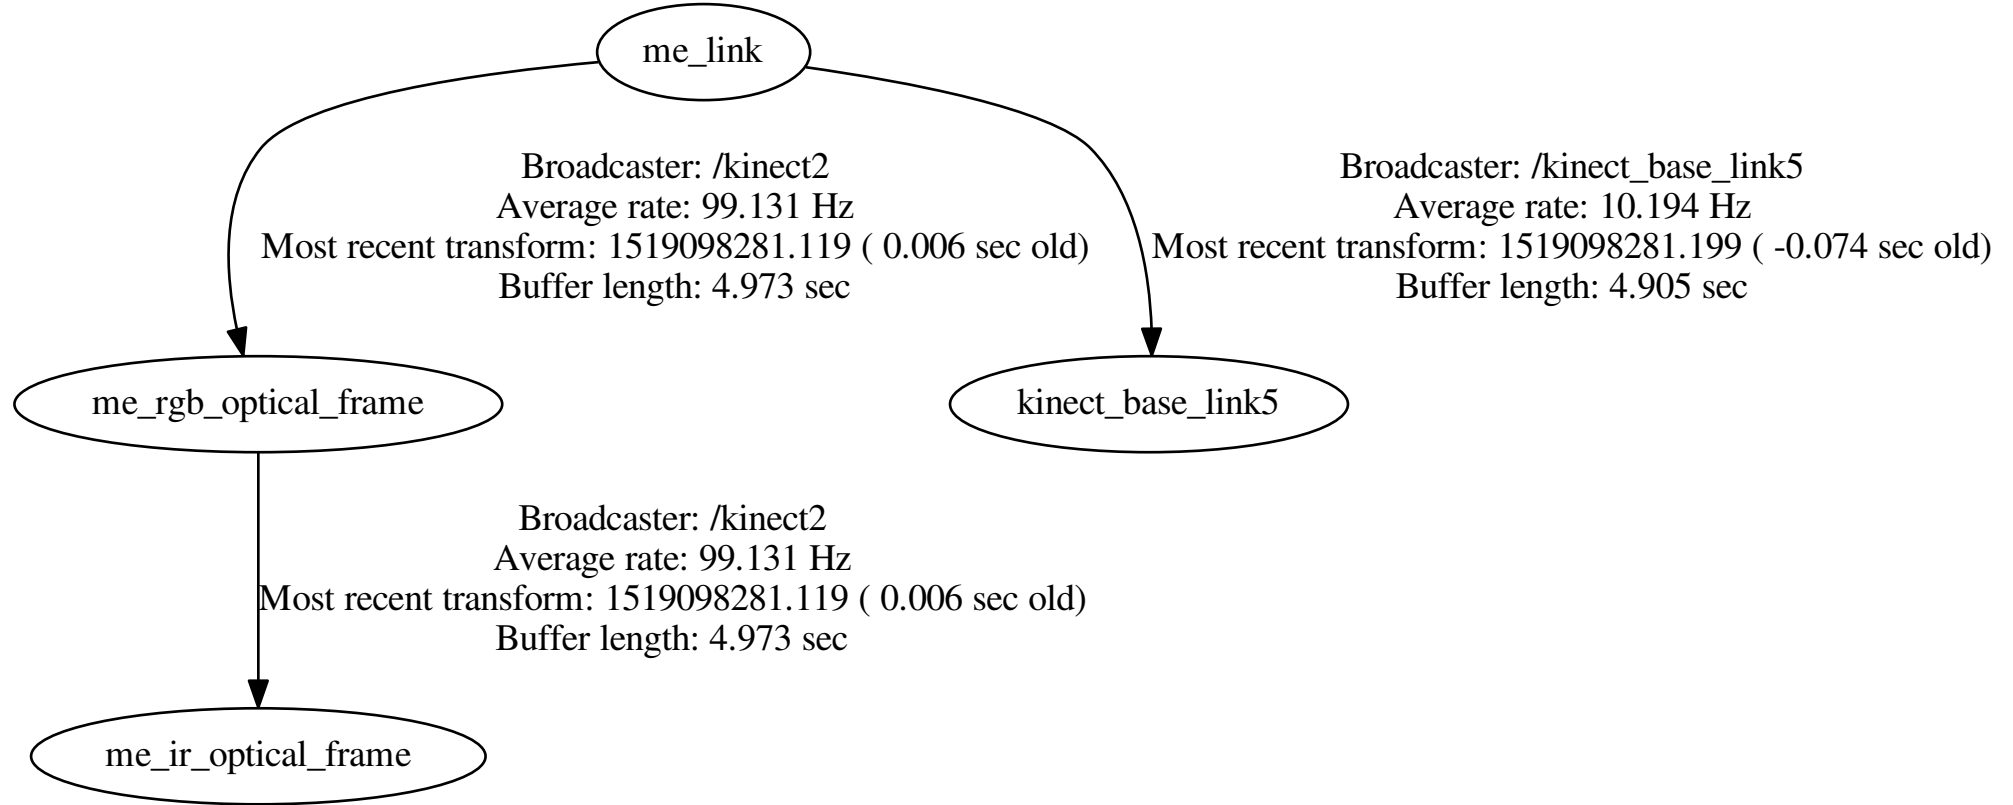 me_link
Broadcaster: /kinect2
Average rate: 99.131 Hz
Most recent transform: 1519098281.119 ( 0.006 sec old)
Buffer length: 4.973 sec
Broadcaster: /kinect_base_link5
Average rate: 10.194 Hz
Most recent transform: 1519098281.199 ( -0.074 sec old)
Buffer length: 4.905 sec
me_rgb_optical_frame
kinect_base_link5
Broadcaster: /kinect2
Average rate: 99.131 Hz
Most recent transform: 1519098281.119 ( 0.006 sec old)
Buffer length: 4.973 sec
me_ir_optical_frame